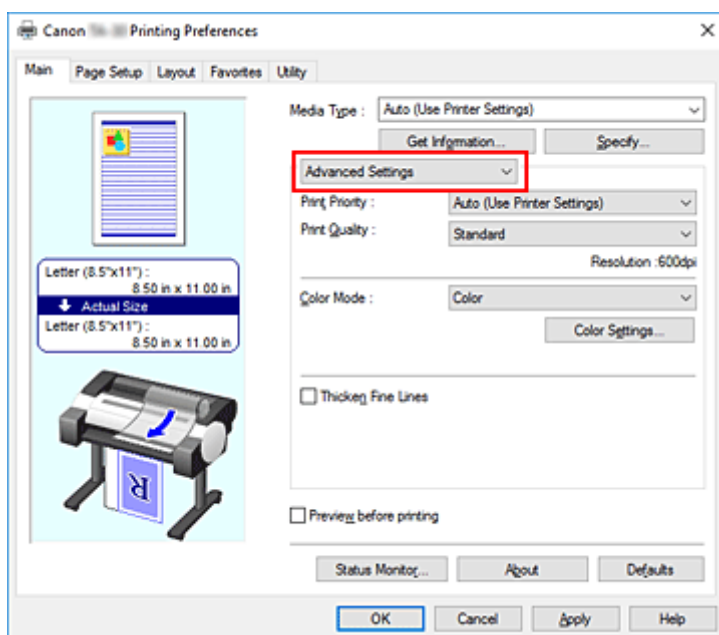 Canon Printing Preferences
Main Page Setup Layout Favorites Utility
Media Type : Auto (Use Printer Settings)
Get Information... Specify...
Advanced Settings
Print Priority : Auto (Use Printer Settings)
Print Quality : Standard
Resolution :600dpi
Letter (8.5"x11") :
8.50 in x 11.00 in
Actual Size
Letter (8.5"x11") :
8.50 in x 11.00 in
Color Mode : Color
Color Settings...
Thicken Fine Lines
R
Preview before printing
Status Monitor... About Defaults
OK Cancel Apply Help